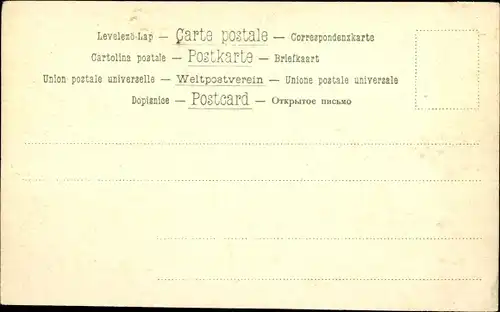 Levelező-Lap — Carte postale — Correspondenzkarte
Cartolina postale — Postkarte — Briefkaart
Union postale universelle — Weltpostverein — Unione postale universale
Dopisnice — Postcard — Открытое письмо